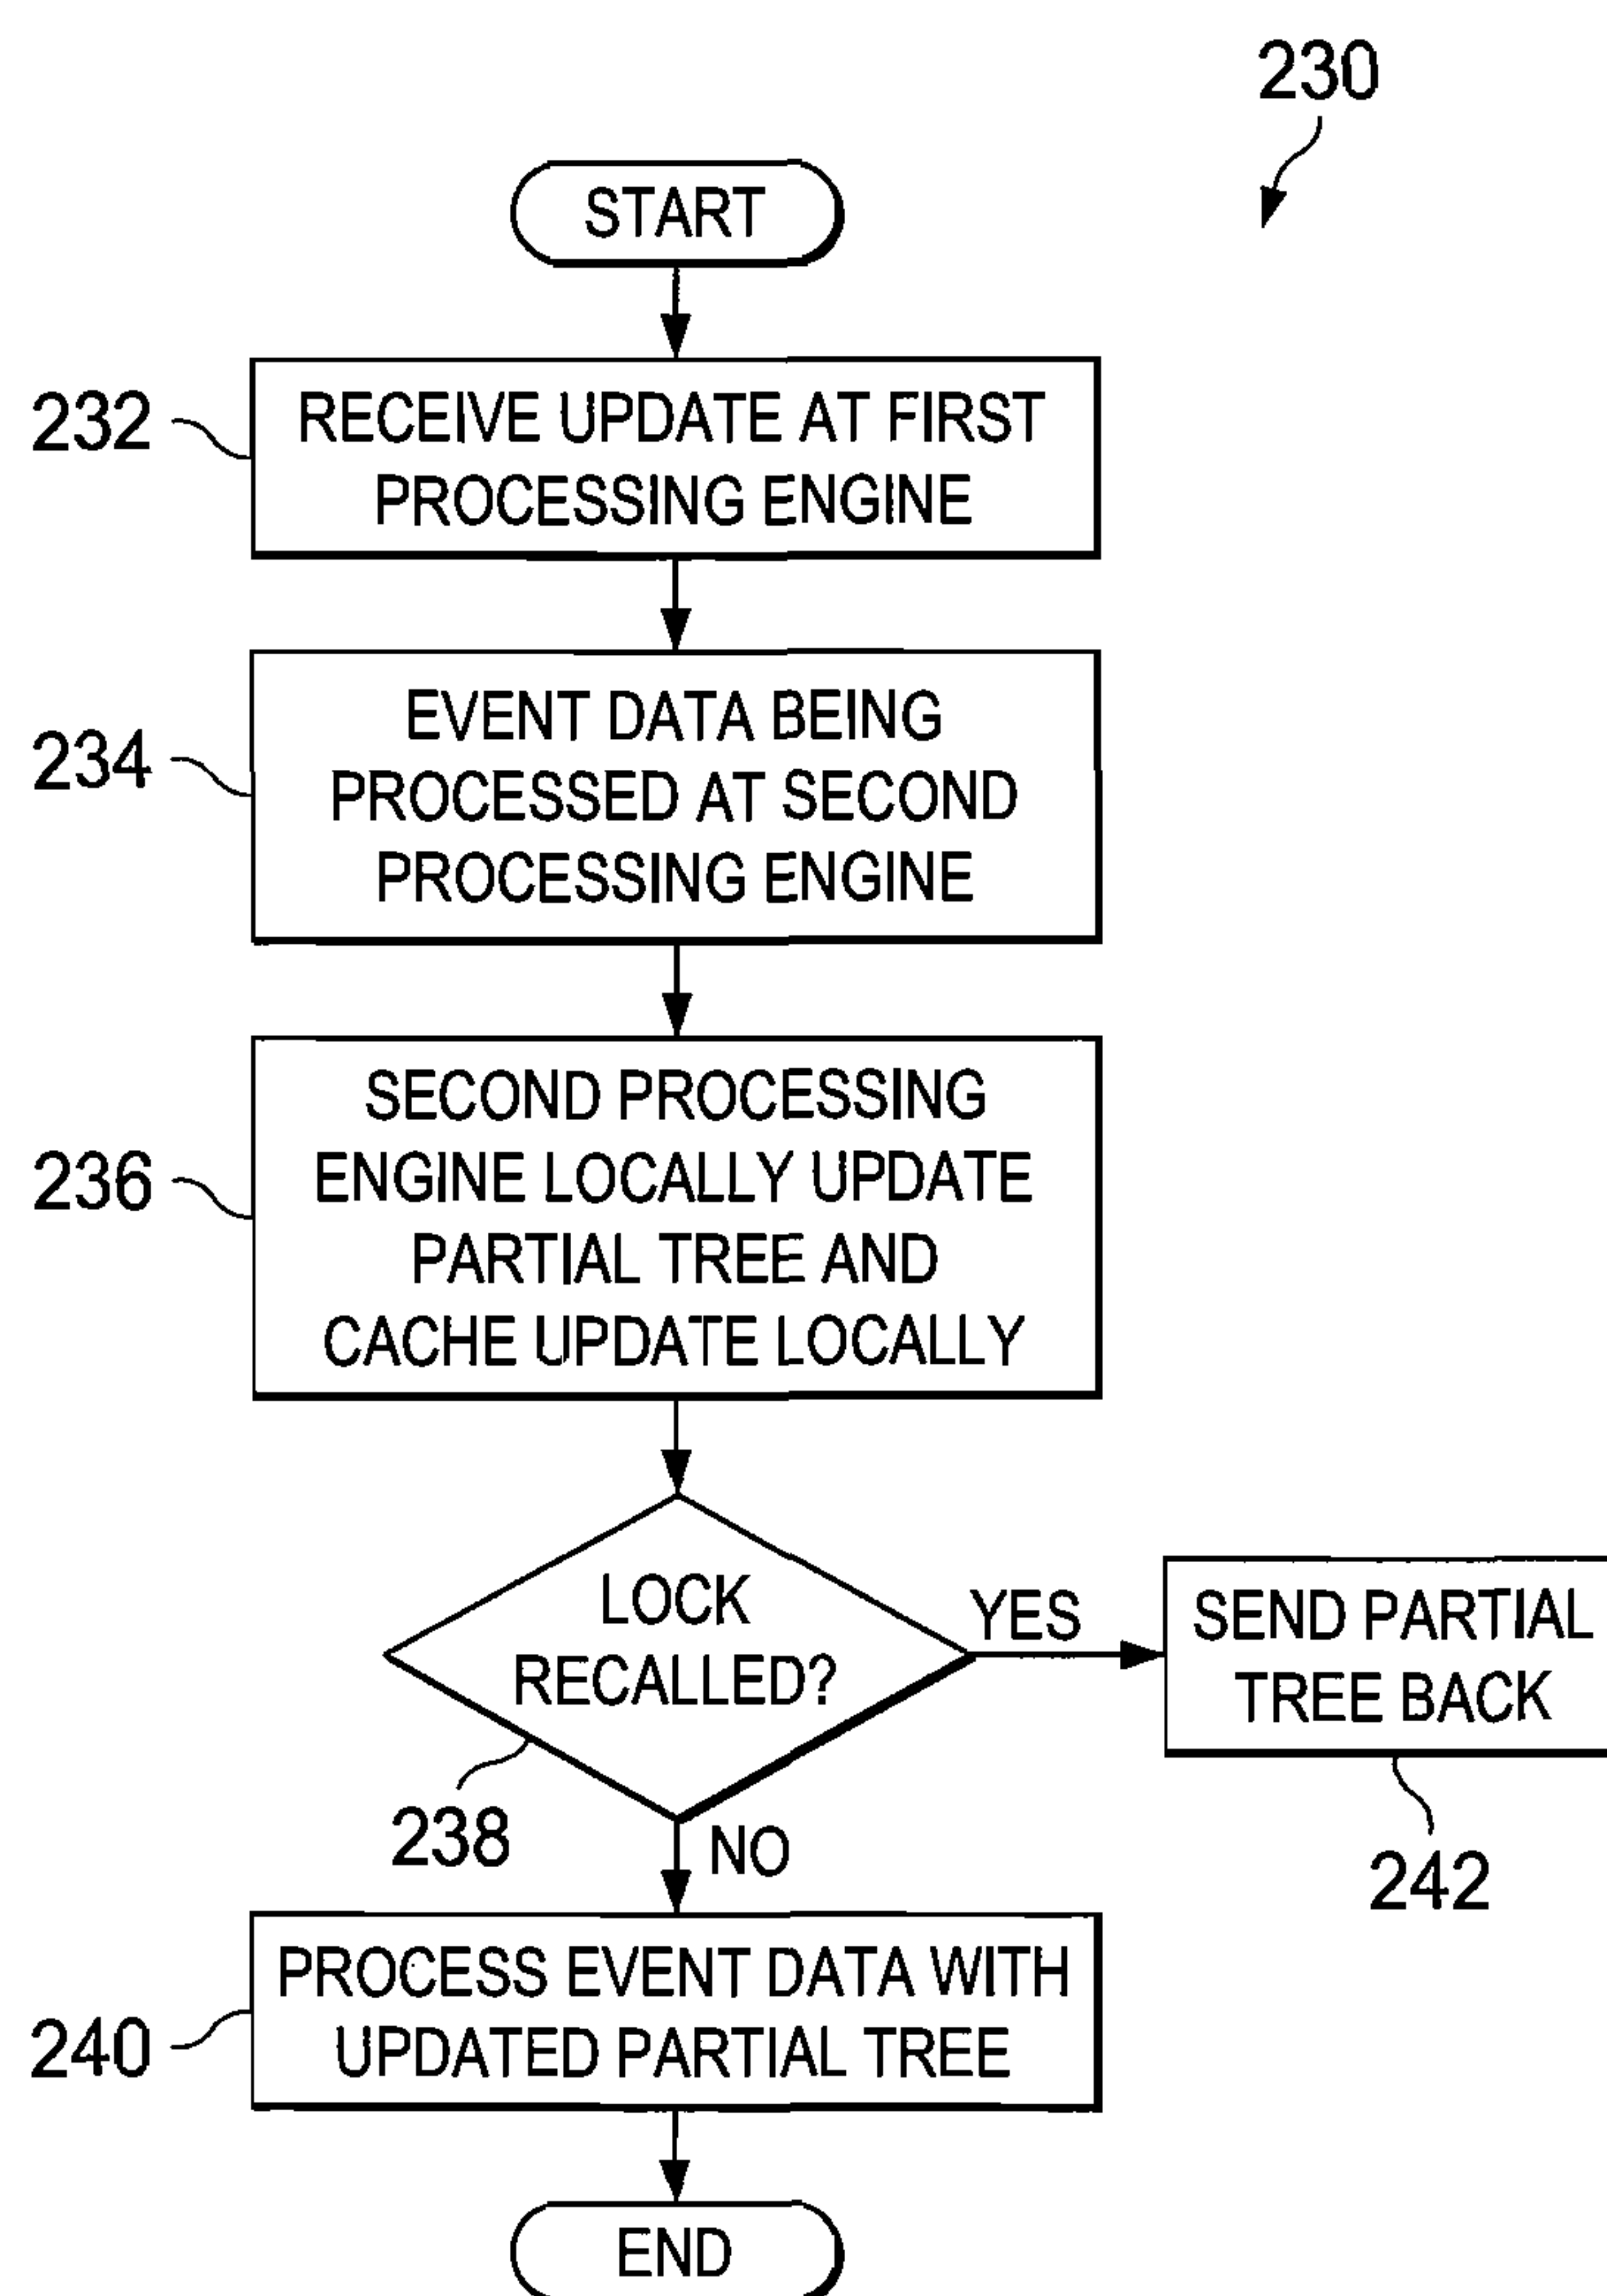 230
START
232
RECEIVE UPDATE AT FIRST
PROCESSING ENGINE
234
EVENT DATA BEING
PROCESSED AT SECOND
PROCESSING ENGINE
236
SECOND PROCESSING
ENGINE LOCALLY UPDATE
PARTIAL TREE AND
CACHE UPDATE LOCALLY
LOCK
RECALLED?
YES
SEND PARTIAL
TREE BACK
238
NO
242
240
PROCESS EVENT DATA WITH
UPDATED PARTIAL TREE
END